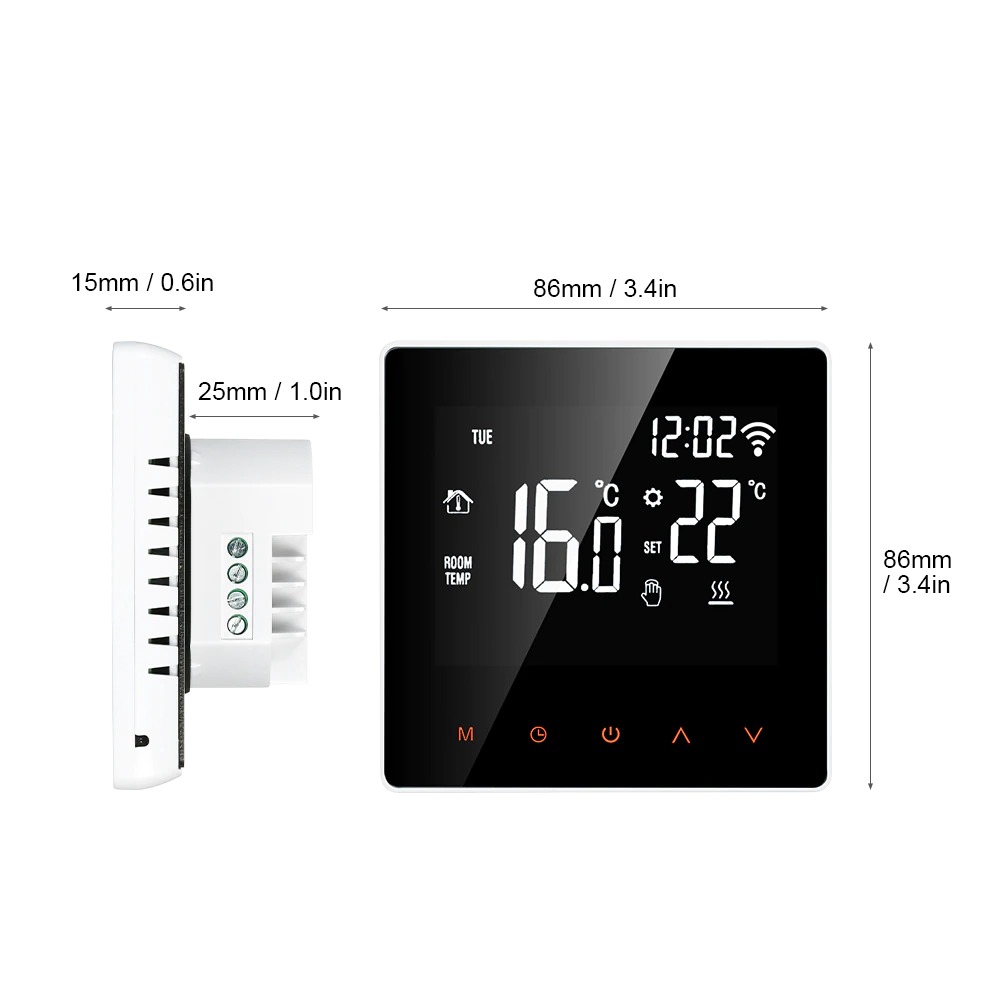 15mm / 0.6in
86mm / 3.4in
25mm / 1.0in
TUE
12:02
16.0 °C
22 °C
SET
ROOM
TEMP
86mm
/ 3.4in
M